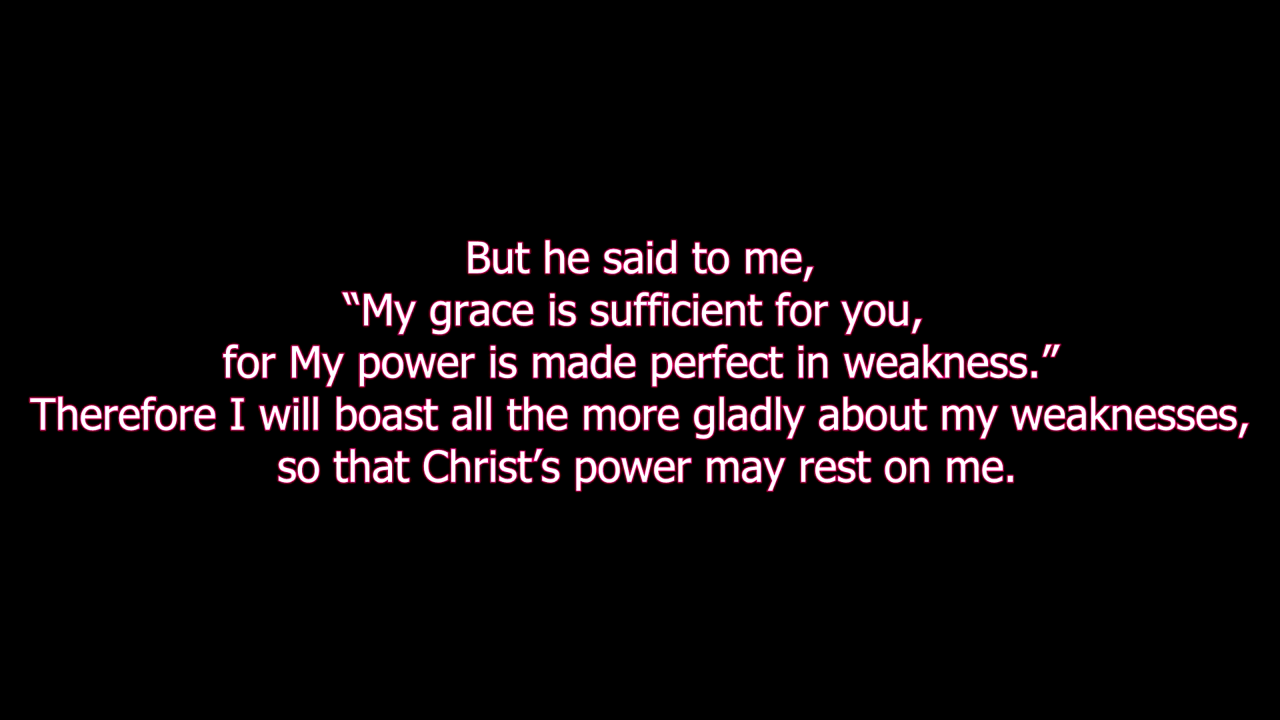 But he said to me,
“My grace is sufficient for you,
for My power is made perfect in weakness.”
Therefore I will boast all the more gladly about my weaknesses,
so that Christ’s power may rest on me.